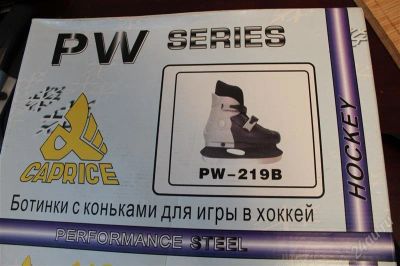 PW SERIES
CAPRICE
PW-219B
HOCKEY
Ботинки с коньками для игры в хоккей
PERFORMANCE STEEL